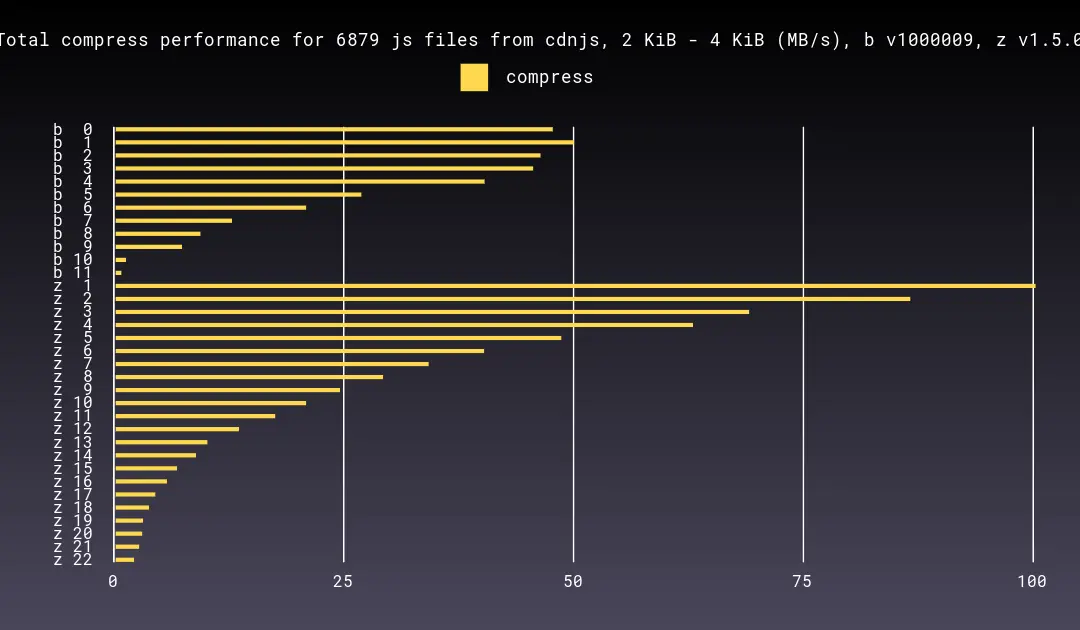 Total compress performance for 6879 js files from cdnjs, 2 KiB - 4 KiB (MB/s), b v1000009, z v1.5.0
compress
b 0
b 1
b 2
b 3
b 4
b 5
b 6
b 7
b 8
b 9
b 10
b 11
z 1
z 2
z 3
z 4
z 5
z 6
z 7
z 8
z 9
z 10
z 11
z 12
z 13
z 14
z 15
z 16
z 17
z 18
z 19
z 20
z 21
z 22
0 25 50 75 100